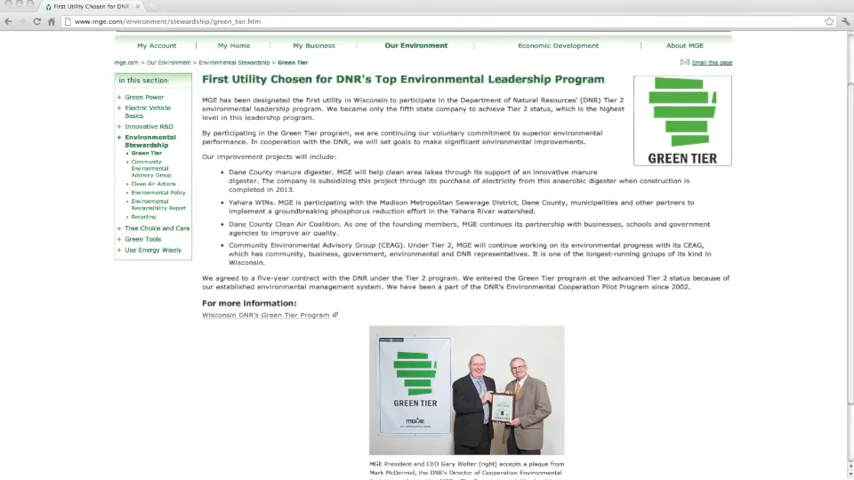 First Utility Chosen for DNR'
www.mge.com/environment/stewardship/green_tier.htm
My Account | My Home | My Business | Our Environment | Economic Development | About MGE
mge.com > Our Environment > Environmental Stewardship > Green Tier
Email this page
In this section:
+ Green Power
+ Electric Vehicle
Basics
+ Innovative R&D
+ Environmental
Stewardship
• Green Tier
• Community
Environmental
Advisory Group
• Clean Air Actions
• Environmental Policy
• Environmental
Responsibility Report
• Recycling
+ Tree Choice and Care
+ Green Tools
+ Use Energy Wisely
First Utility Chosen for DNR's Top Environmental Leadership Program
MGE has been designated the first utility in Wisconsin to participate in the Department of Natural Resources' (DNR) Tier 2
environmental leadership program. We became only the fifth state company to achieve Tier 2 status, which is the highest
level in this leadership program.
By participating in the Green Tier program, we are continuing our voluntary commitment to superior environmental
performance. In cooperation with the DNR, we will set goals to make significant environmental improvements.
Our improvement projects will include:
• Dane County manure digester. MGE will help clean area lakes through its support of an innovative manure
digester. The company is subsidizing this project through its purchase of electricity from this anaerobic digester when construction is
completed in 2013.
• Yahara WINs. MGE is participating with the Madison Metropolitan Sewerage District, Dane County, municipalities and other partners to
implement a groundbreaking phosphorus reduction effort in the Yahara River watershed.
• Dane County Clean Air Coalition. As one of the founding members, MGE continues its partnership with businesses, schools and government
agencies to improve air quality.
• Community Environmental Advisory Group (CEAG). Under Tier 2, MGE will continue working on its environmental progress with its CEAG,
which has community, business, government, environmental and DNR representatives. It is one of the longest-running groups of its kind in
Wisconsin.
We agreed to a five-year contract with the DNR under the Tier 2 program. We entered the Green Tier program at the advanced Tier 2 status because of
our established environmental management system. We have been a part of the DNR's Environmental Cooperation Pilot Program since 2002.
For more information:
Wisconsin DNR's Green Tier Program
GREEN TIER
GREEN TIER
mge
GREEN TIER
MGE President and CEO Gary Wolter (right) accepts a plaque from
Mark McDermid, the DNR's Director of Cooperative Environmental